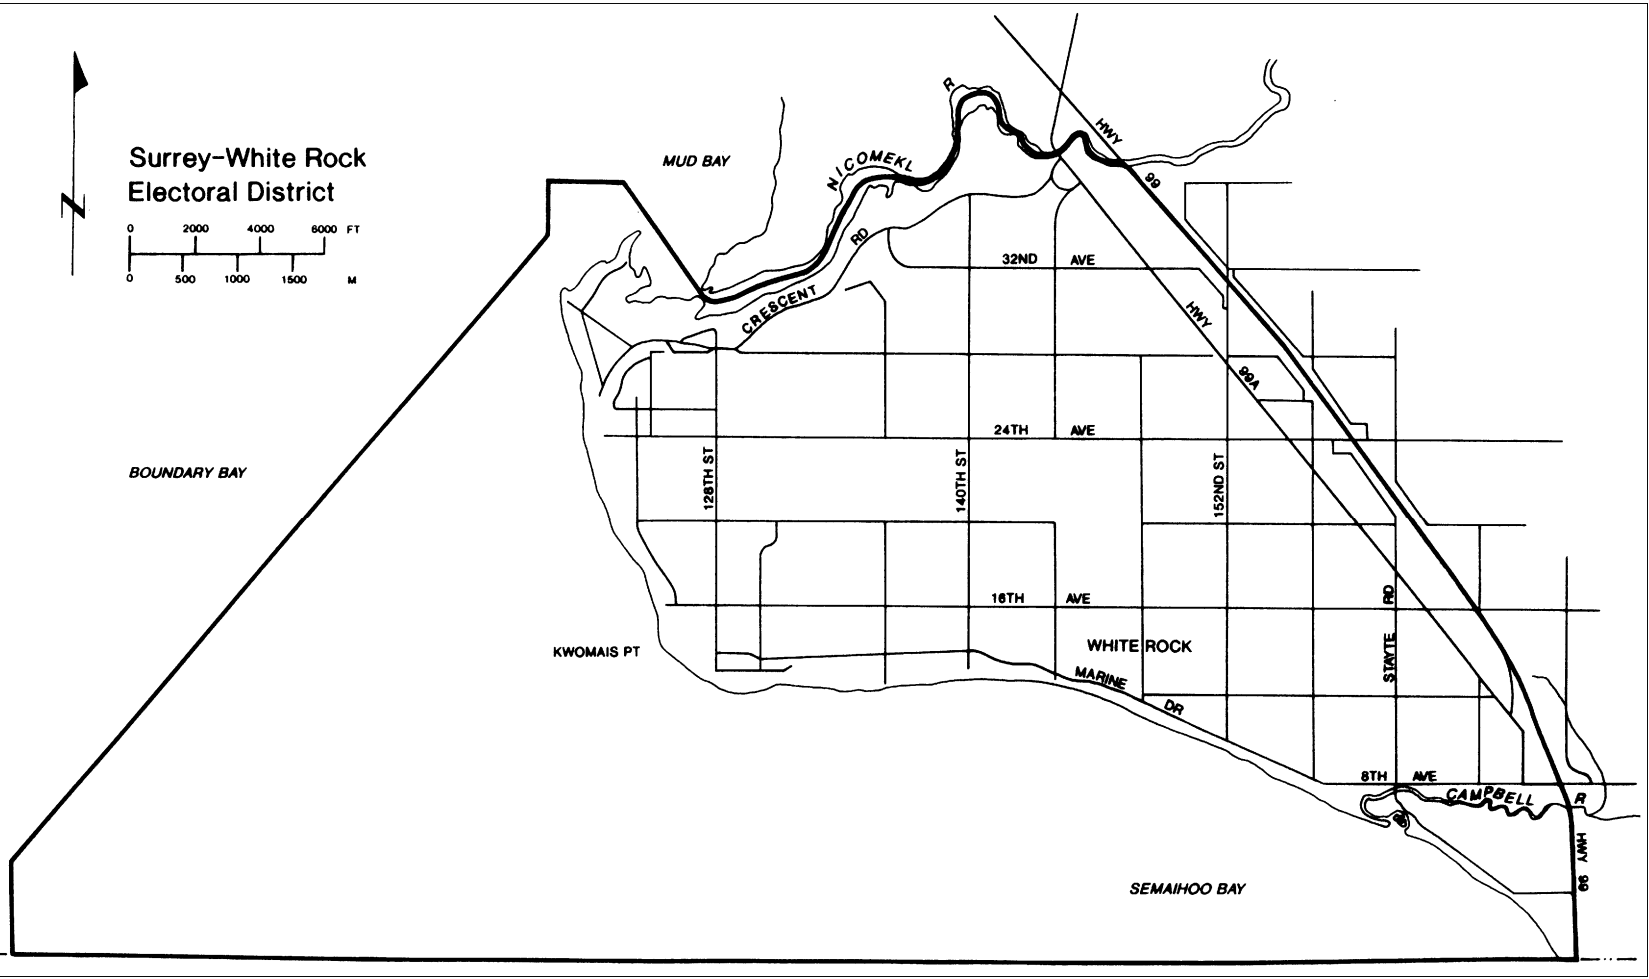 Surrey-White Rock
Electoral District
0 2000 4000 6000 FT
0 500 1000 1500 M
N
MUD BAY
NICOMEKL R
HWY 99
CRESCENT RD
32ND AVE
HWY 99A
24TH AVE
BOUNDARY BAY
128TH ST
140TH ST
152ND ST
16TH AVE
STAYTE RD
KWOMAIS PT
WHITE ROCK
MARINE DR
8TH AVE
CAMPBELL R
HWY 99
SEMAIHOO BAY